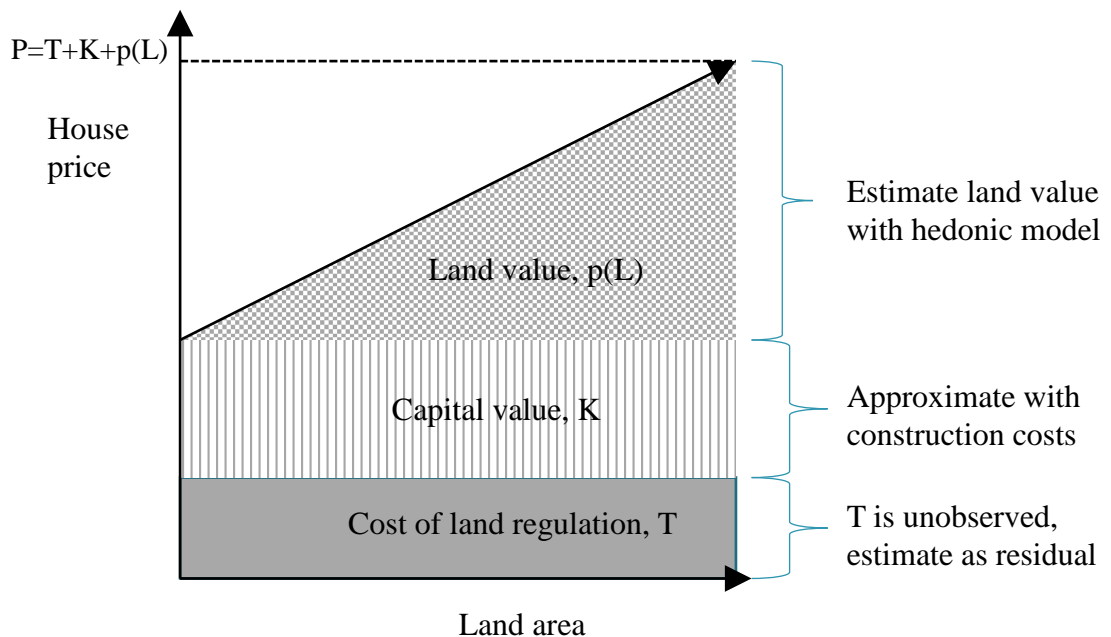 P=T+K+p(L)
House
price
Estimate land value
with hedonic model
Land value, p(L)
Capital value, K
Approximate with
construction costs
Cost of land regulation, T
T is unobserved,
estimate as residual
Land area